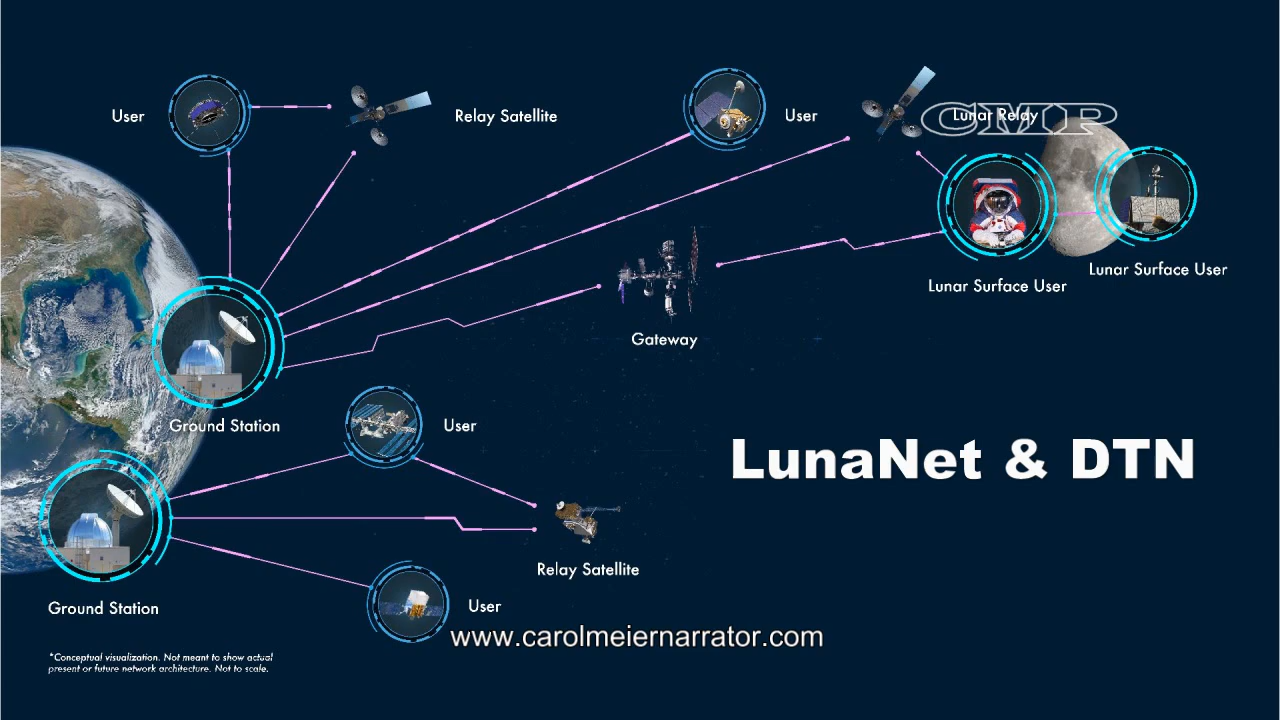 User
Relay Satellite
User
Lunar Relay
CMP
Lunar Surface User
Lunar Surface User
Gateway
Ground Station
User
LunaNet & DTN
Relay Satellite
Ground Station
User
www.carolmeiernarrator.com
*Conceptual visualization. Not meant to show actual
present or future network architecture. Not to scale.